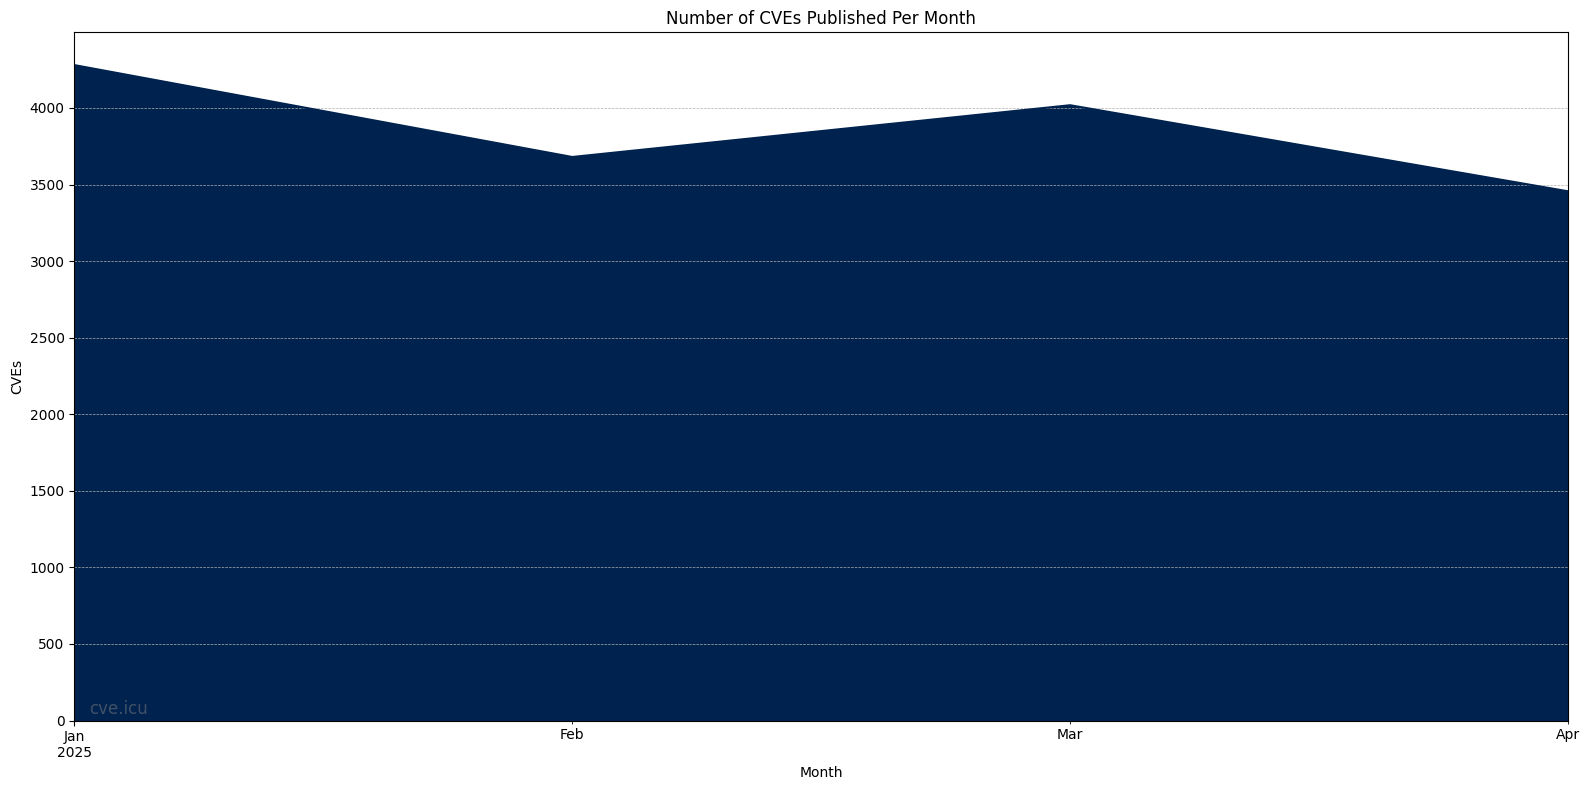 Number of CVEs Published Per Month
4000
3500
3000
2500
2000
1500
1000
500
0
CVEs
cve.icu
Jan
2025
Feb
Mar
Apr
Month